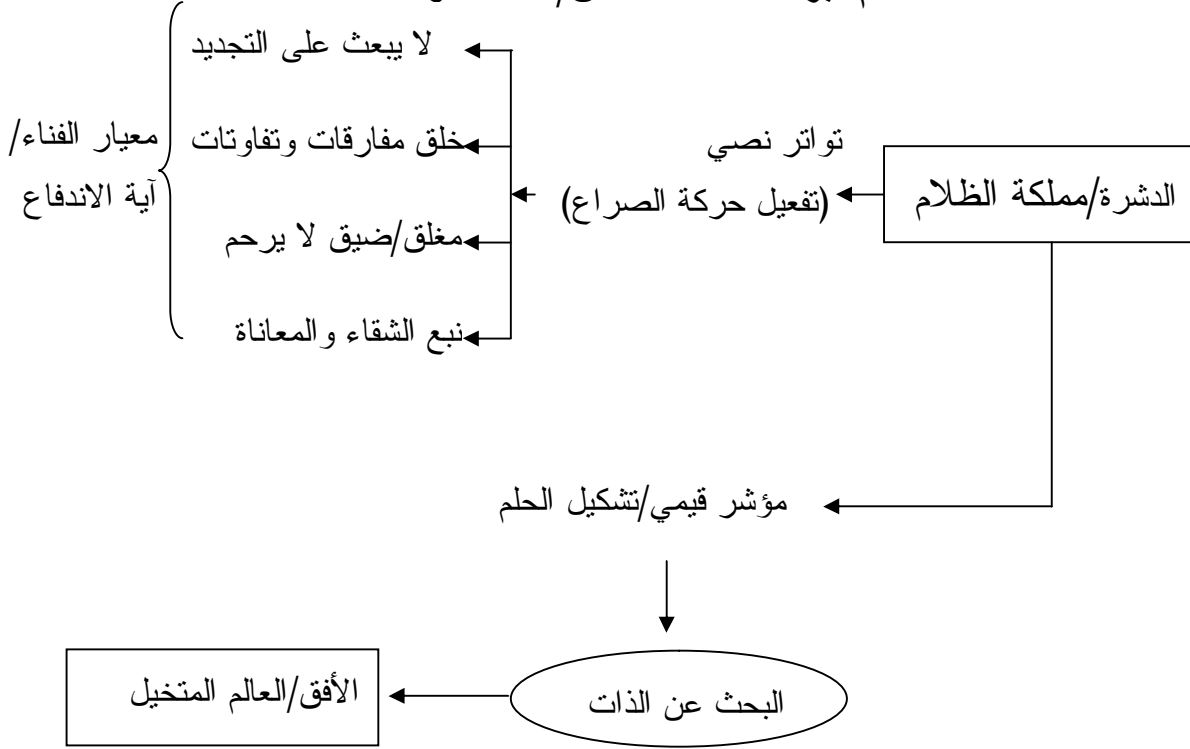 الدشرة/مملكة الظلام
تواتر نصي
(تفعيل حركة الصراع)
لا يبعث على التجديد
خلق مفارقات وتفاوتات
مغلق/ضيق لا يرحم
نبع الشقاء والمعاناة
معيار الفناء/
آية الاندفاع
مؤشر قيمي/تشكيل الحلم
البحث عن الذات
الأفق/العالم المتخيل